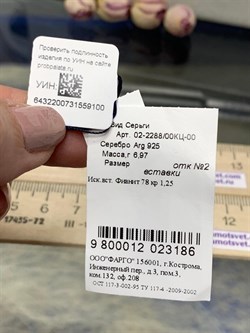 Проверить подлинность
изделия по УИН на сайте
probpalata.ru
УИН
6432200731559100
Вид Серьги
Арт. 02-2288/00КЦ-00
Серебро Arg 925
Масса,г 6,97
Размер
отк №2
вставки
Иск.вст. Фианит 78 кр 1,25
9 800012 023186
ООО"ФАРГО" 156001, г.Кострома,
Инженерный пер., д.3, пом.3,
ком.132, оф.208
ОСТ 117-3-002-95 ТУ 117-4 -2009-2002
17435-72